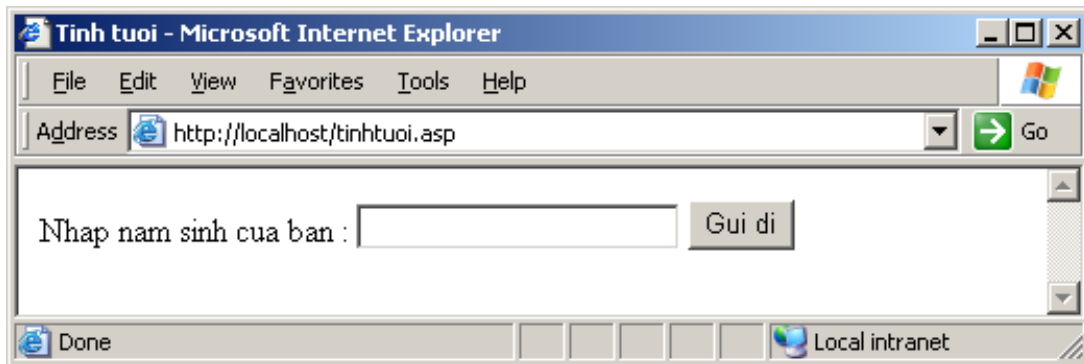 Tinh tuoi - Microsoft Internet Explorer
File Edit View Favorites Tools Help
Address http://localhost/tinhtuoi.asp Go
Nhap nam sinh cua ban : Gui di
Done Local intranet